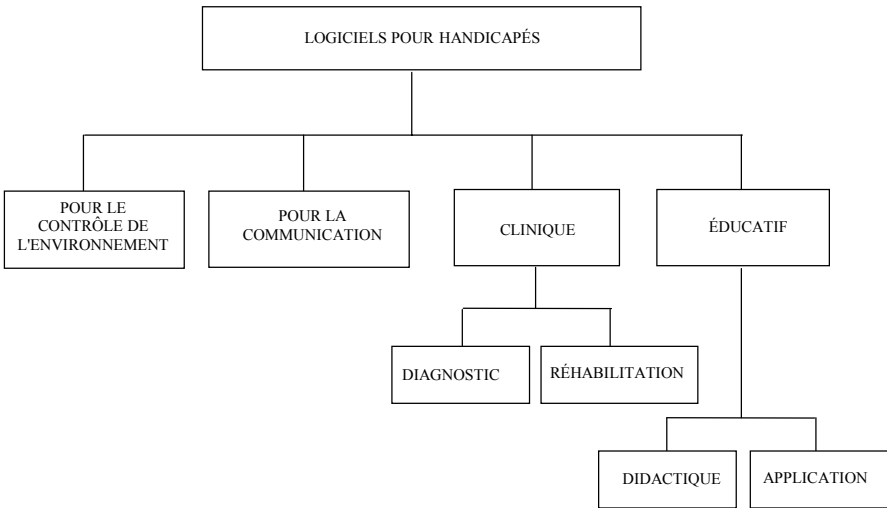 LOGICIELS POUR HANDICAPÉS
POUR LE
CONTRÔLE DE
L'ENVIRONNEMENT
POUR LA
COMMUNICATION
CLINIQUE
ÉDUCATIF
DIAGNOSTIC
RÉHABILITATION
DIDACTIQUE
APPLICATION